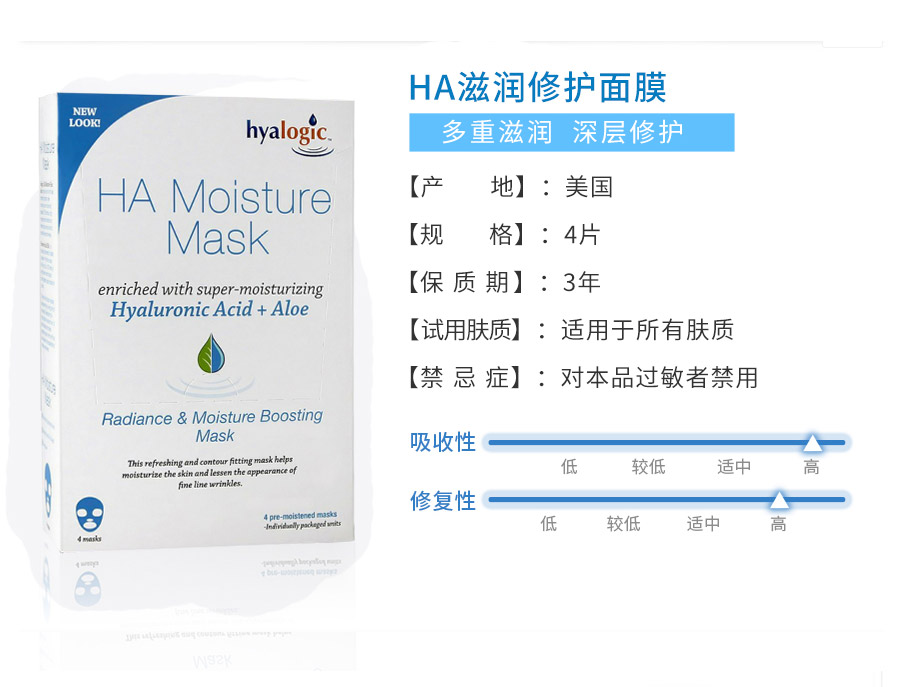 NEW
LOOK!
hyalogic
HA Moisture
Mask
enriched with super-moisturizing
Hyaluronic Acid + Aloe
Radiance & Moisture Boosting
Mask
This refreshing and contour fitting mask helps
moisturize the skin and lessen the appearance of
fine line wrinkles.
4 pre-moistened masks
-Individually packaged units
4 masks
HA滋润修护面膜
多重滋润 深层修护
【产 地】：美国
【规 格】：4片
【保 质 期】：3年
【试用肤质】：适用于所有肤质
【禁 忌 症】：对本品过敏者禁用
吸收性
低 较低 适中 高
修复性
低 较低 适中 高